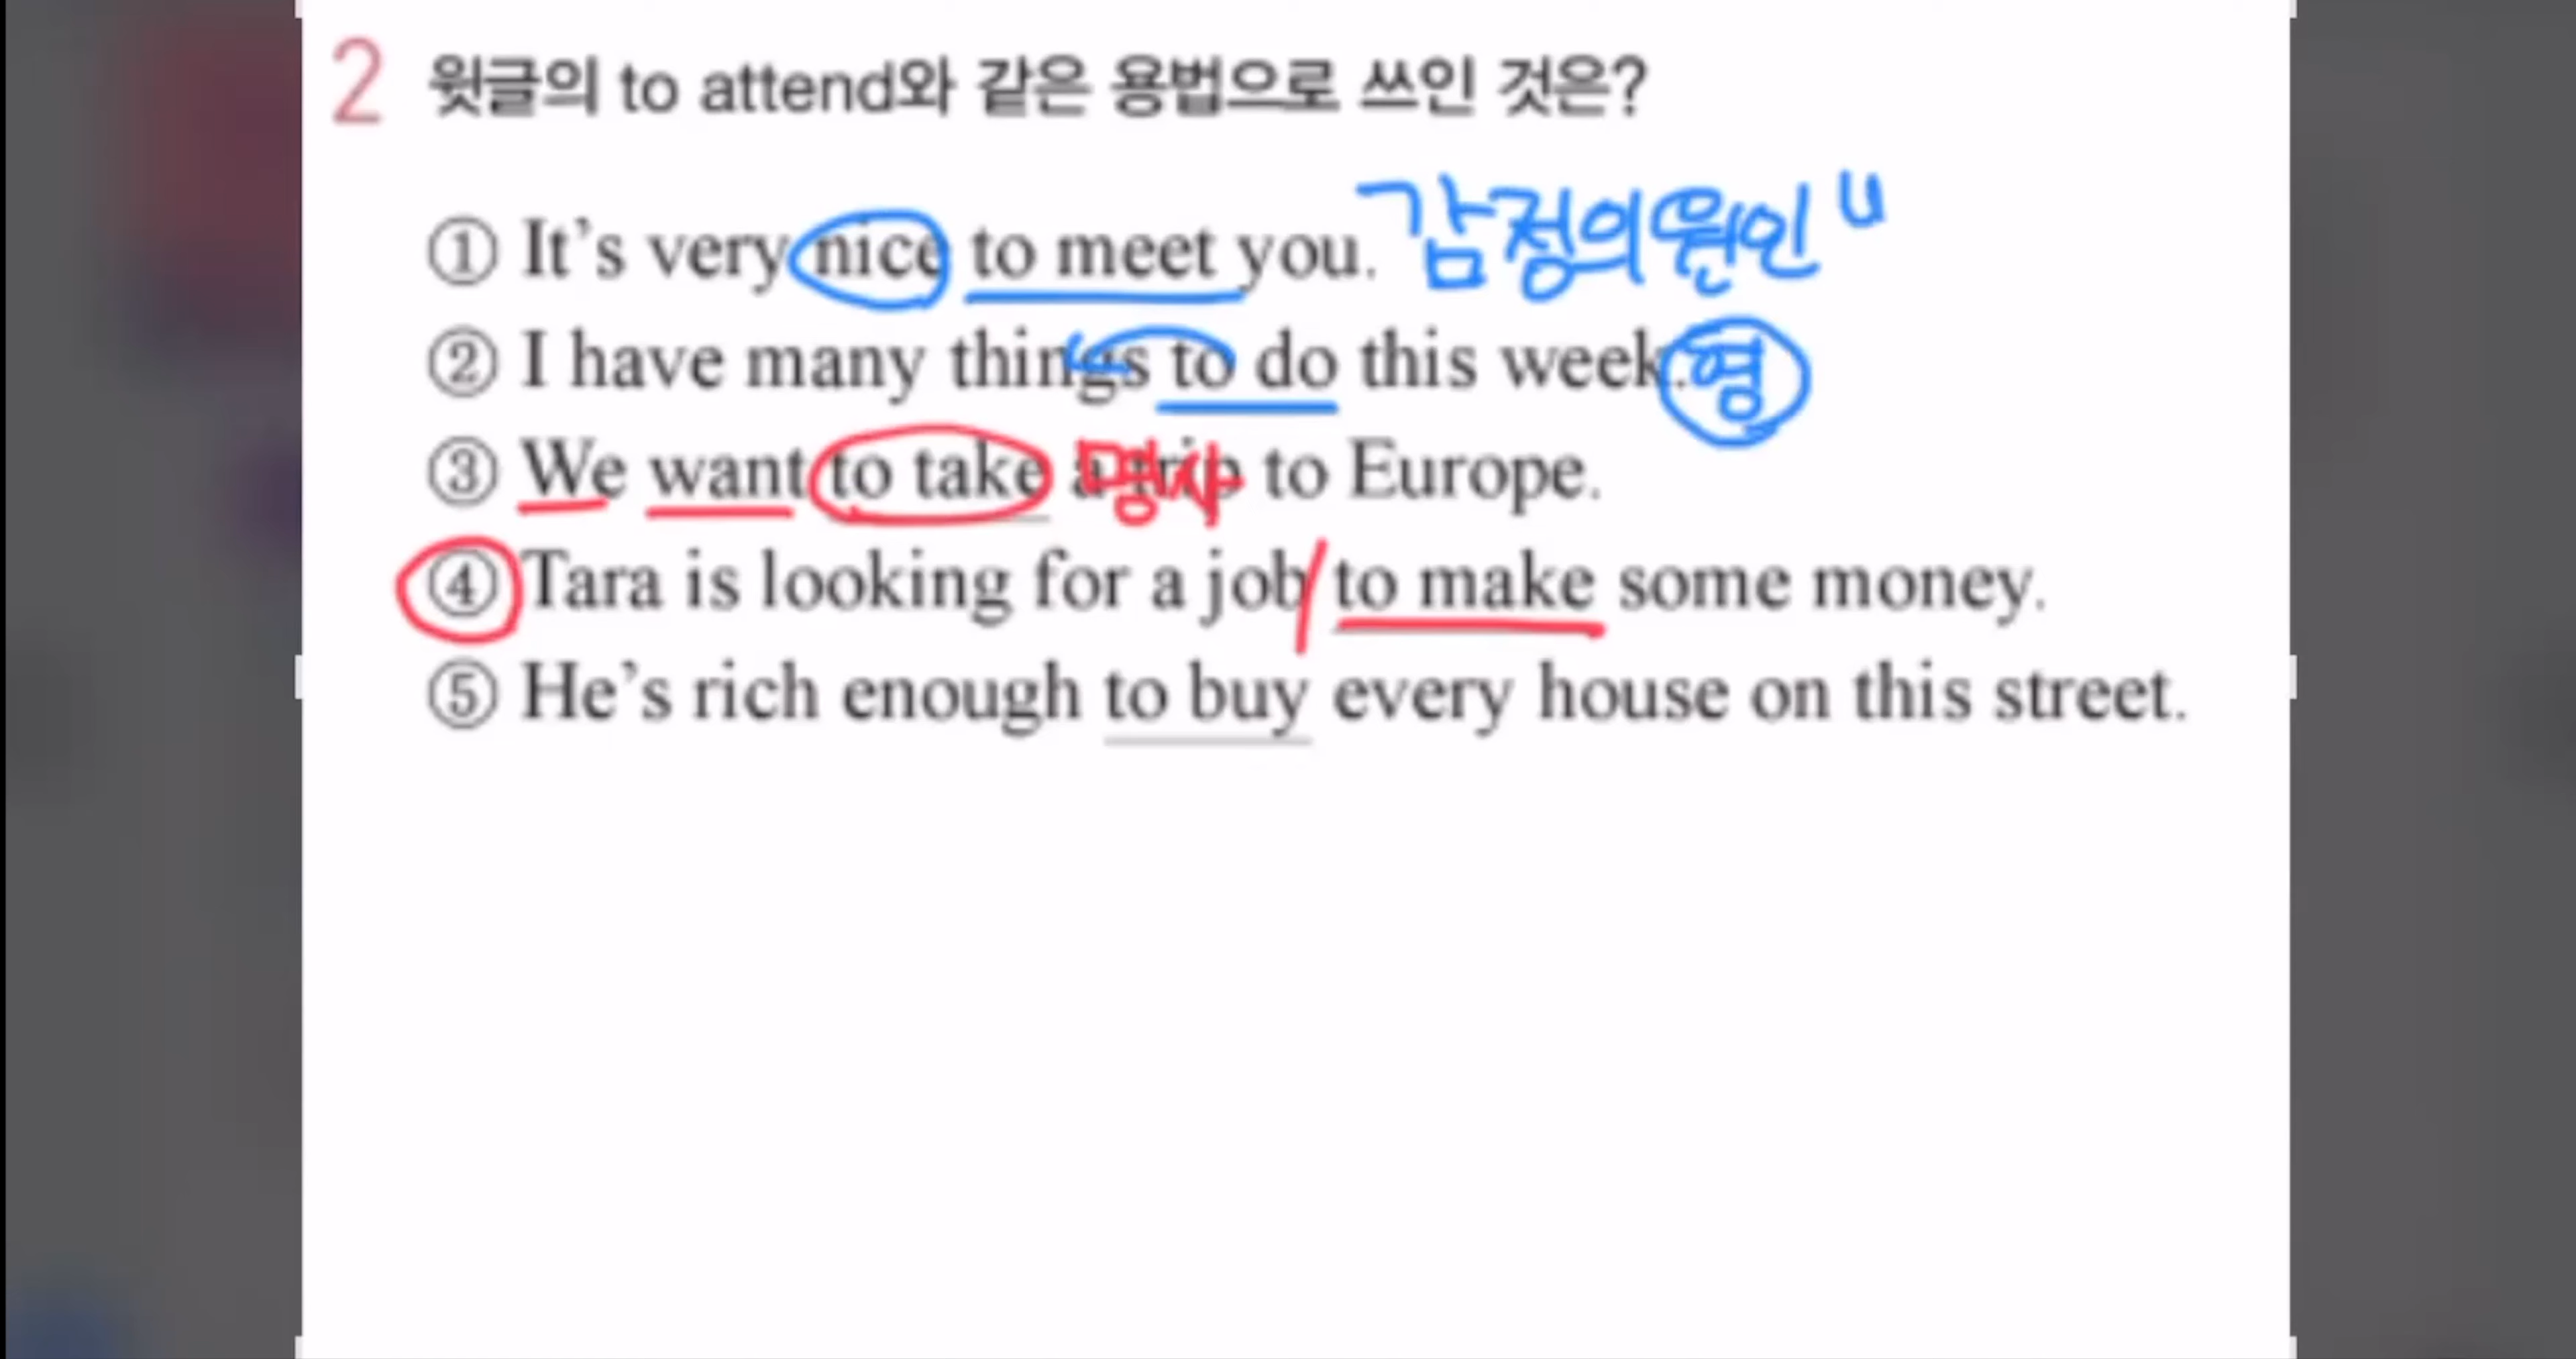 2 윗글의 to attend와 같은 용법으로 쓰인 것은?
① It's very nice to meet you. "감정의 원인"
② I have many things to do this week. 형
③ We want to take a trip to Europe. 명사
④ Tara is looking for a job / to make some money.
⑤ He's rich enough to buy every house on this street.